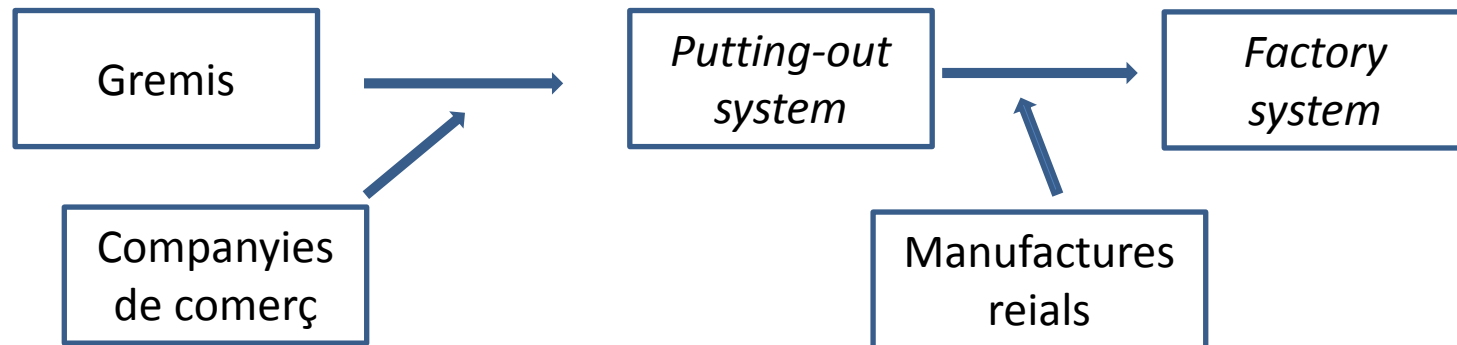 Gremis
Putting-out
system
Factory
system
Companyies
de comerç
Manufactures
reials